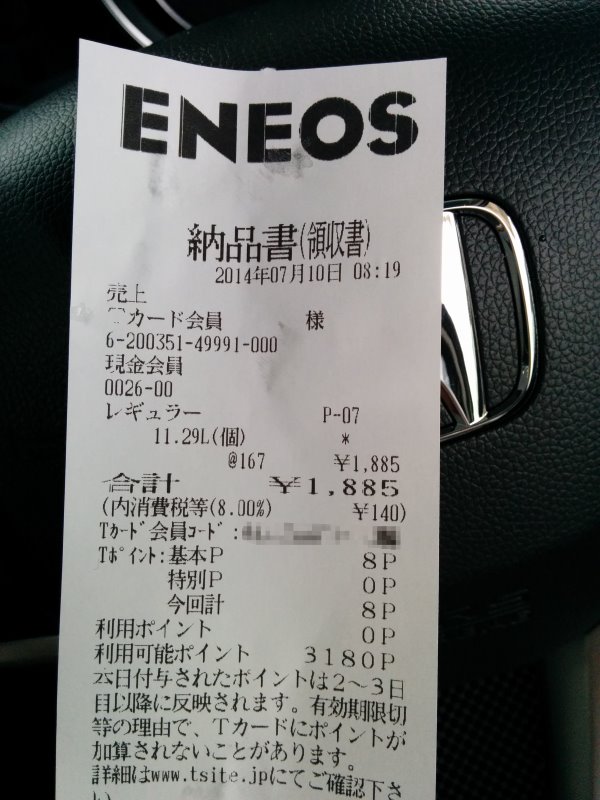 ENEOS
納品書(領収書)
2014年07月10日 08:19
売上
Tカード会員 様
6-200351-49991-000
現金会員
0026-00
レギュラー P-07
11.29L(個) *
@167 ¥1,885
合計 ¥1,885
(内消費税等(8.00%) ¥140)
Tカード会員コード:
Tポイント:基本P 8P
特別P 0P
今回計 8P
利用ポイント 0P
利用可能ポイント 3180P
本日付与されたポイントは2~3日
目以降に反映されます。有効期限切
等の理由で、Tカードにポイントが
加算されないことがあります。
詳細はwww.tsite.jpにてご確認下さ
い